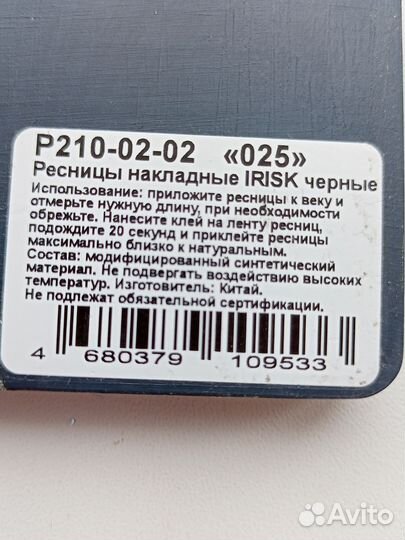 P210-02-02 «025»
Ресницы накладные IRISK черные
Использование: приложите ресницы к веку и
отмерьте нужную длину, при необходимости
обрежьте. Нанесите клей на ленту ресниц,
подождите 20 секунд и приклейте ресницы
максимально близко к натуральным.
Состав: модифицированный синтетический
материал. Не подвергать воздействию высоких
температур. Изготовитель: Китай.
Не подлежат обязательной сертификации.
4 680379 109533
Avito